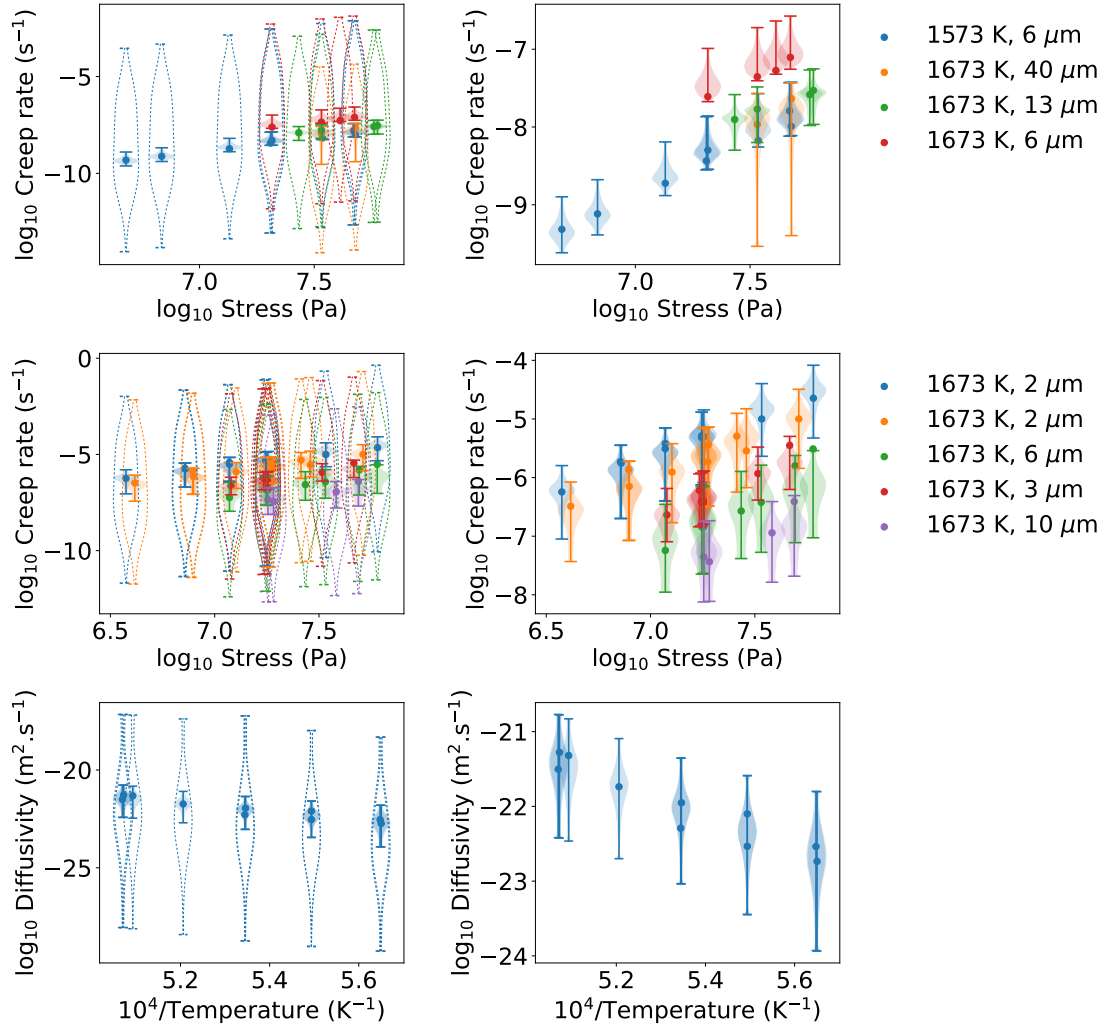 log₁₀ Creep rate (s⁻¹)
−5
−10
7.0
7.5
log₁₀ Stress (Pa)
log₁₀ Creep rate (s⁻¹)
−7
−8
−9
7.0
7.5
log₁₀ Stress (Pa)
1573 K, 6 μm
1673 K, 40 μm
1673 K, 13 μm
1673 K, 6 μm
log₁₀ Creep rate (s⁻¹)
0
−5
−10
6.5
7.0
7.5
log₁₀ Stress (Pa)
log₁₀ Creep rate (s⁻¹)
−4
−5
−6
−7
−8
6.5
7.0
7.5
log₁₀ Stress (Pa)
1673 K, 2 μm
1673 K, 2 μm
1673 K, 6 μm
1673 K, 3 μm
1673 K, 10 μm
log₁₀ Diffusivity (m².s⁻¹)
−20
−25
5.2
5.4
5.6
10⁴/Temperature (K⁻¹)
log₁₀ Diffusivity (m².s⁻¹)
−21
−22
−23
−24
5.2
5.4
5.6
10⁴/Temperature (K⁻¹)